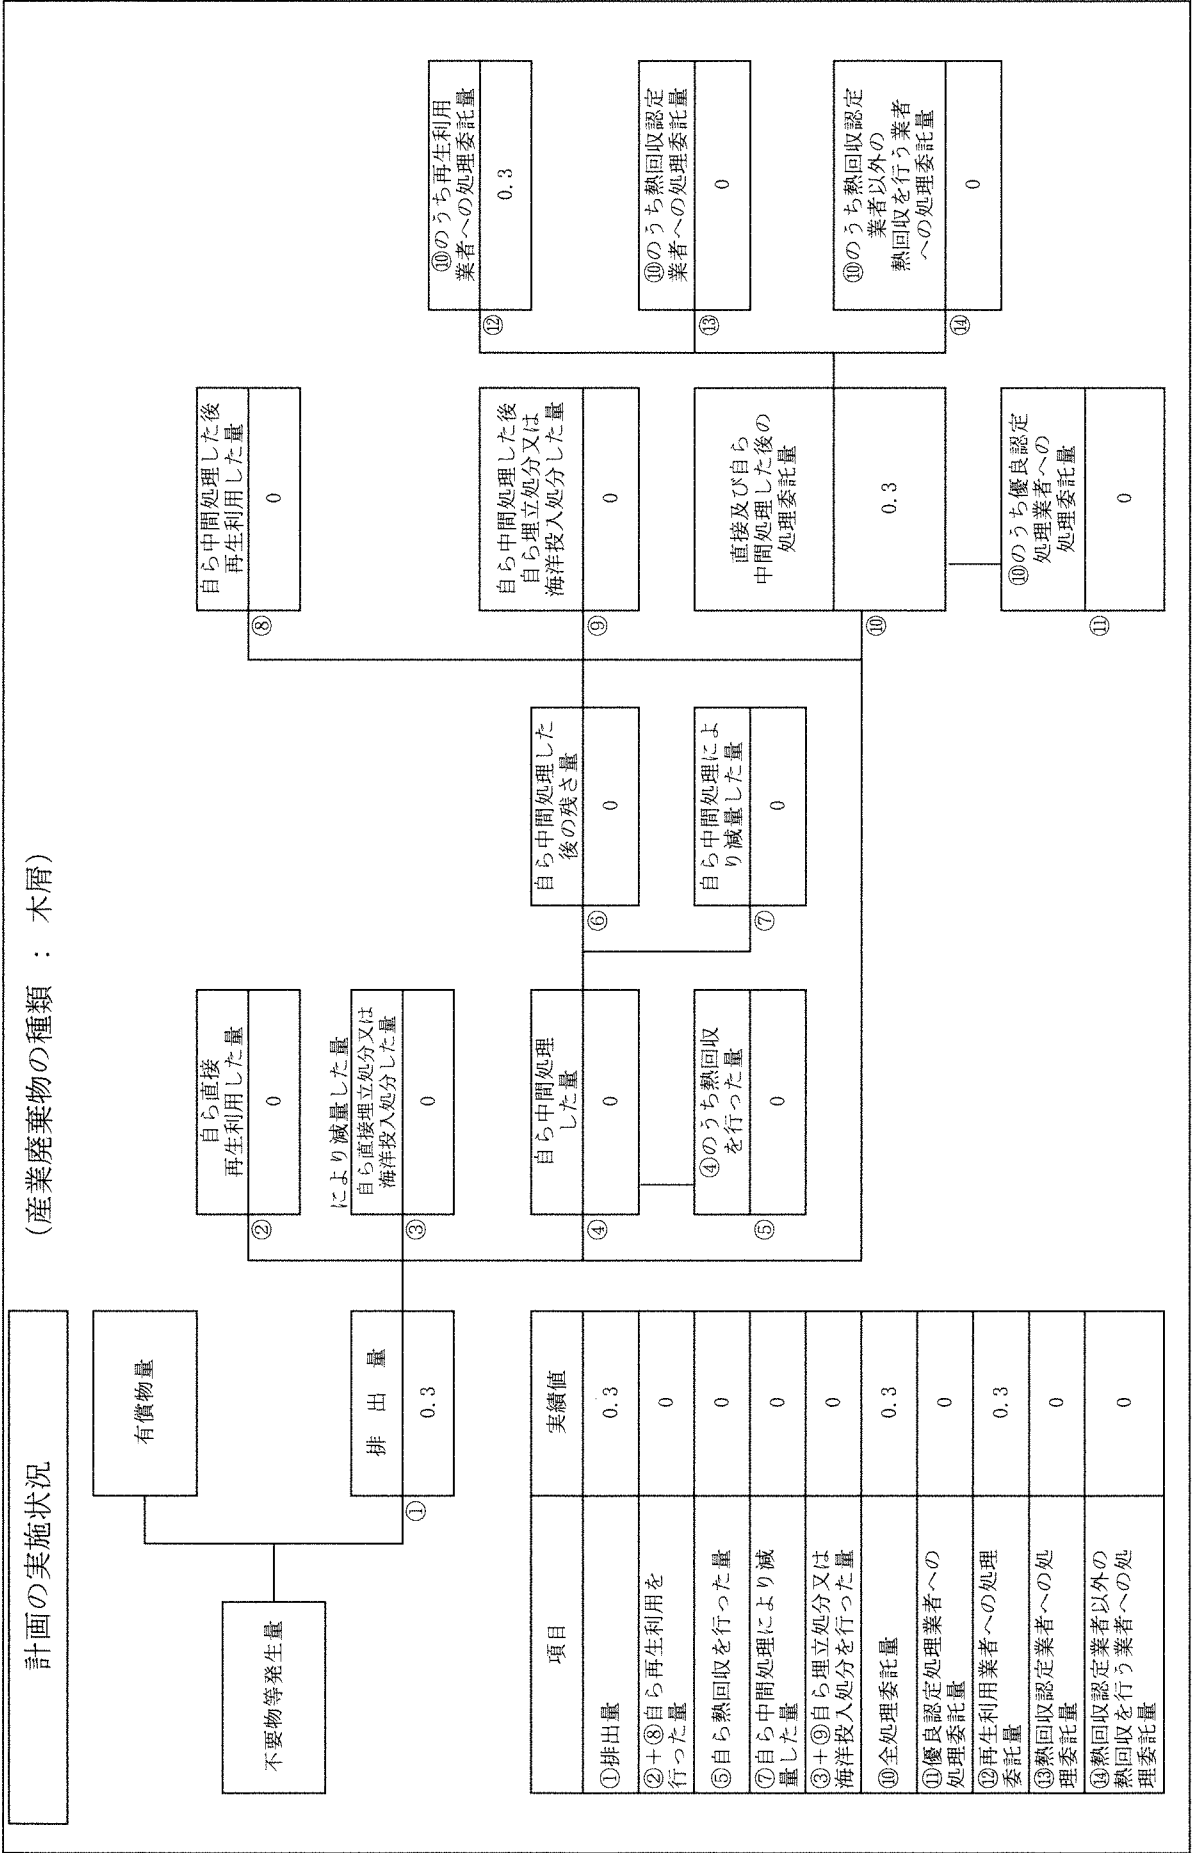 計画の実施状況
(産業廃棄物の種類 : 木屑)
不要物等発生量
有償物量
①
排 出 量
0.3
②
自ら直接
再生利用した量
0
により減量した量
③
自ら直接埋立処分又は
海洋投入処分した量
0
④
自ら中間処理
した量
0
⑤
④のうち熱回収
を行った量
0
⑥
自ら中間処理した
後の残さ量
0
⑦
自ら中間処理によ
り減量した量
0
⑧
自ら中間処理した後
再生利用した量
0
⑨
自ら中間処理した後
自ら埋立処分又は
海洋投入処分した量
0
⑩
直接及び自ら
中間処理した後の
処理委託量
0.3
⑪
⑩のうち優良認定
処理業者への
処理委託量
0
⑫
⑩のうち再生利用
業者への処理委託量
0.3
⑬
⑩のうち熱回収認定
業者への処理委託量
0
⑭
⑩のうち熱回収認定
業者以外の
熱回収を行う業者
への処理委託量
0
項目 実績値
①排出量 0.3
②+⑧自ら再生利用を
行った量 0
⑤自ら熱回収を行った量 0
⑦自ら中間処理により減
量した量 0
③+⑨自ら埋立処分又は
海洋投入処分を行った量 0
⑩全処理委託量 0.3
⑪優良認定処理業者への
処理委託量 0
⑫再生利用業者への処理
委託量 0.3
⑬熱回収認定業者への処
理委託量 0
⑭熱回収認定業者以外の
熱回収を行う業者への処
理委託量 0